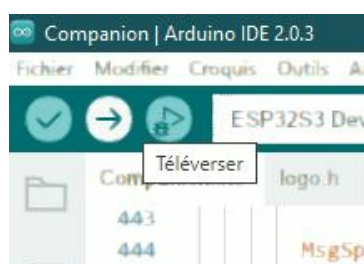 Companion | Arduino IDE 2.0.3
Fichier Modifier Croquis Outils
ESP32S3 Dev
Téléverser
logo.h
443
444
MsgSp